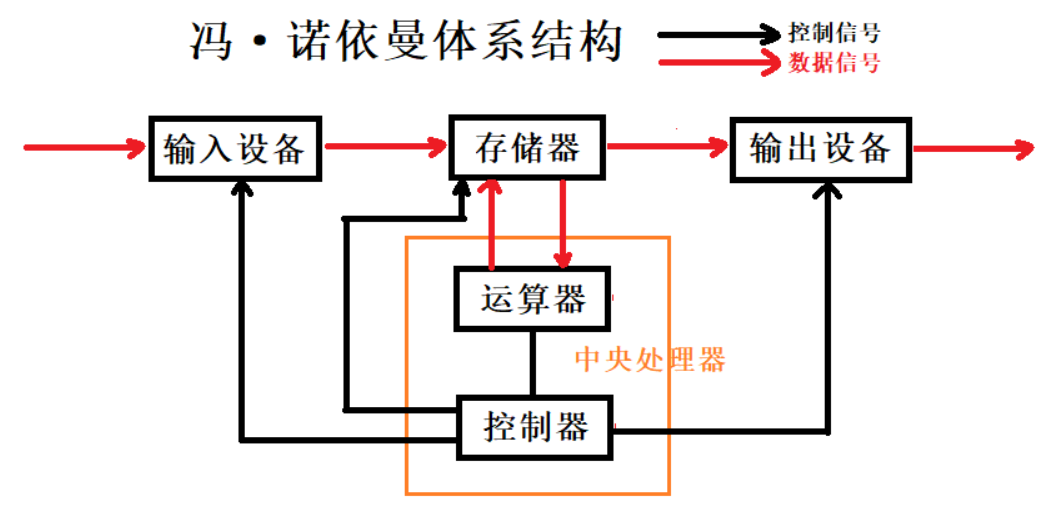 冯·诺依曼体系结构
控制信号
数据信号
输入设备
存储器
输出设备
运算器
中央处理器
控制器